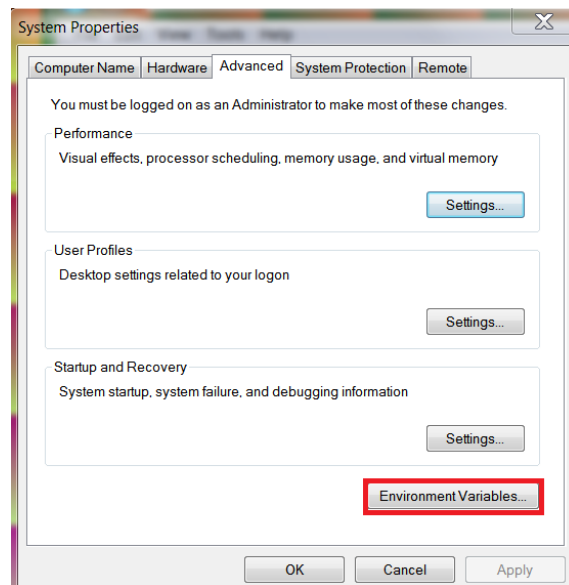 System Properties
View Tools Help
Computer Name Hardware Advanced System Protection Remote
You must be logged on as an Administrator to make most of these changes.
Performance
Visual effects, processor scheduling, memory usage, and virtual memory
Settings...
User Profiles
Desktop settings related to your logon
Settings...
Startup and Recovery
System startup, system failure, and debugging information
Settings...
Environment Variables...
OK Cancel Apply